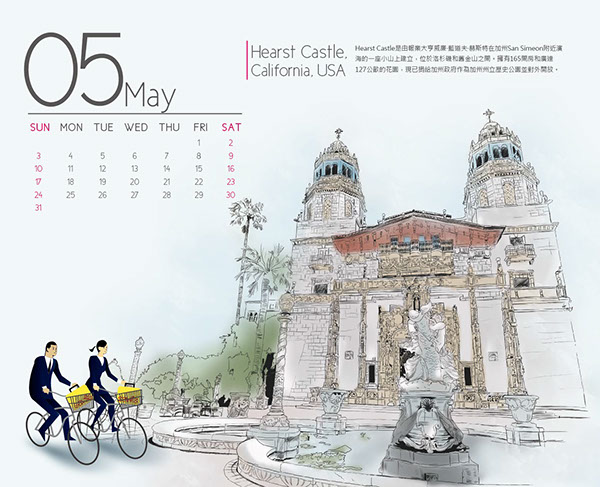 05 May
Hearst Castle,
California, USA
Hearst Castle是由報業大亨威廉·藍道夫·赫斯特在加州San Simeon附近濱
海的一座小山上建立，位於洛杉磯和舊金山之間。擁有165間房和廣達
127公畝的花園，現已捐給加州政府作為加州州立歷史公園並對外開放。
SUN MON TUE WED THU FRI SAT
1 2
3 4 5 6 7 8 9
10 11 12 13 14 15 16
17 18 19 20 21 22 23
24 25 26 27 28 29 30
31